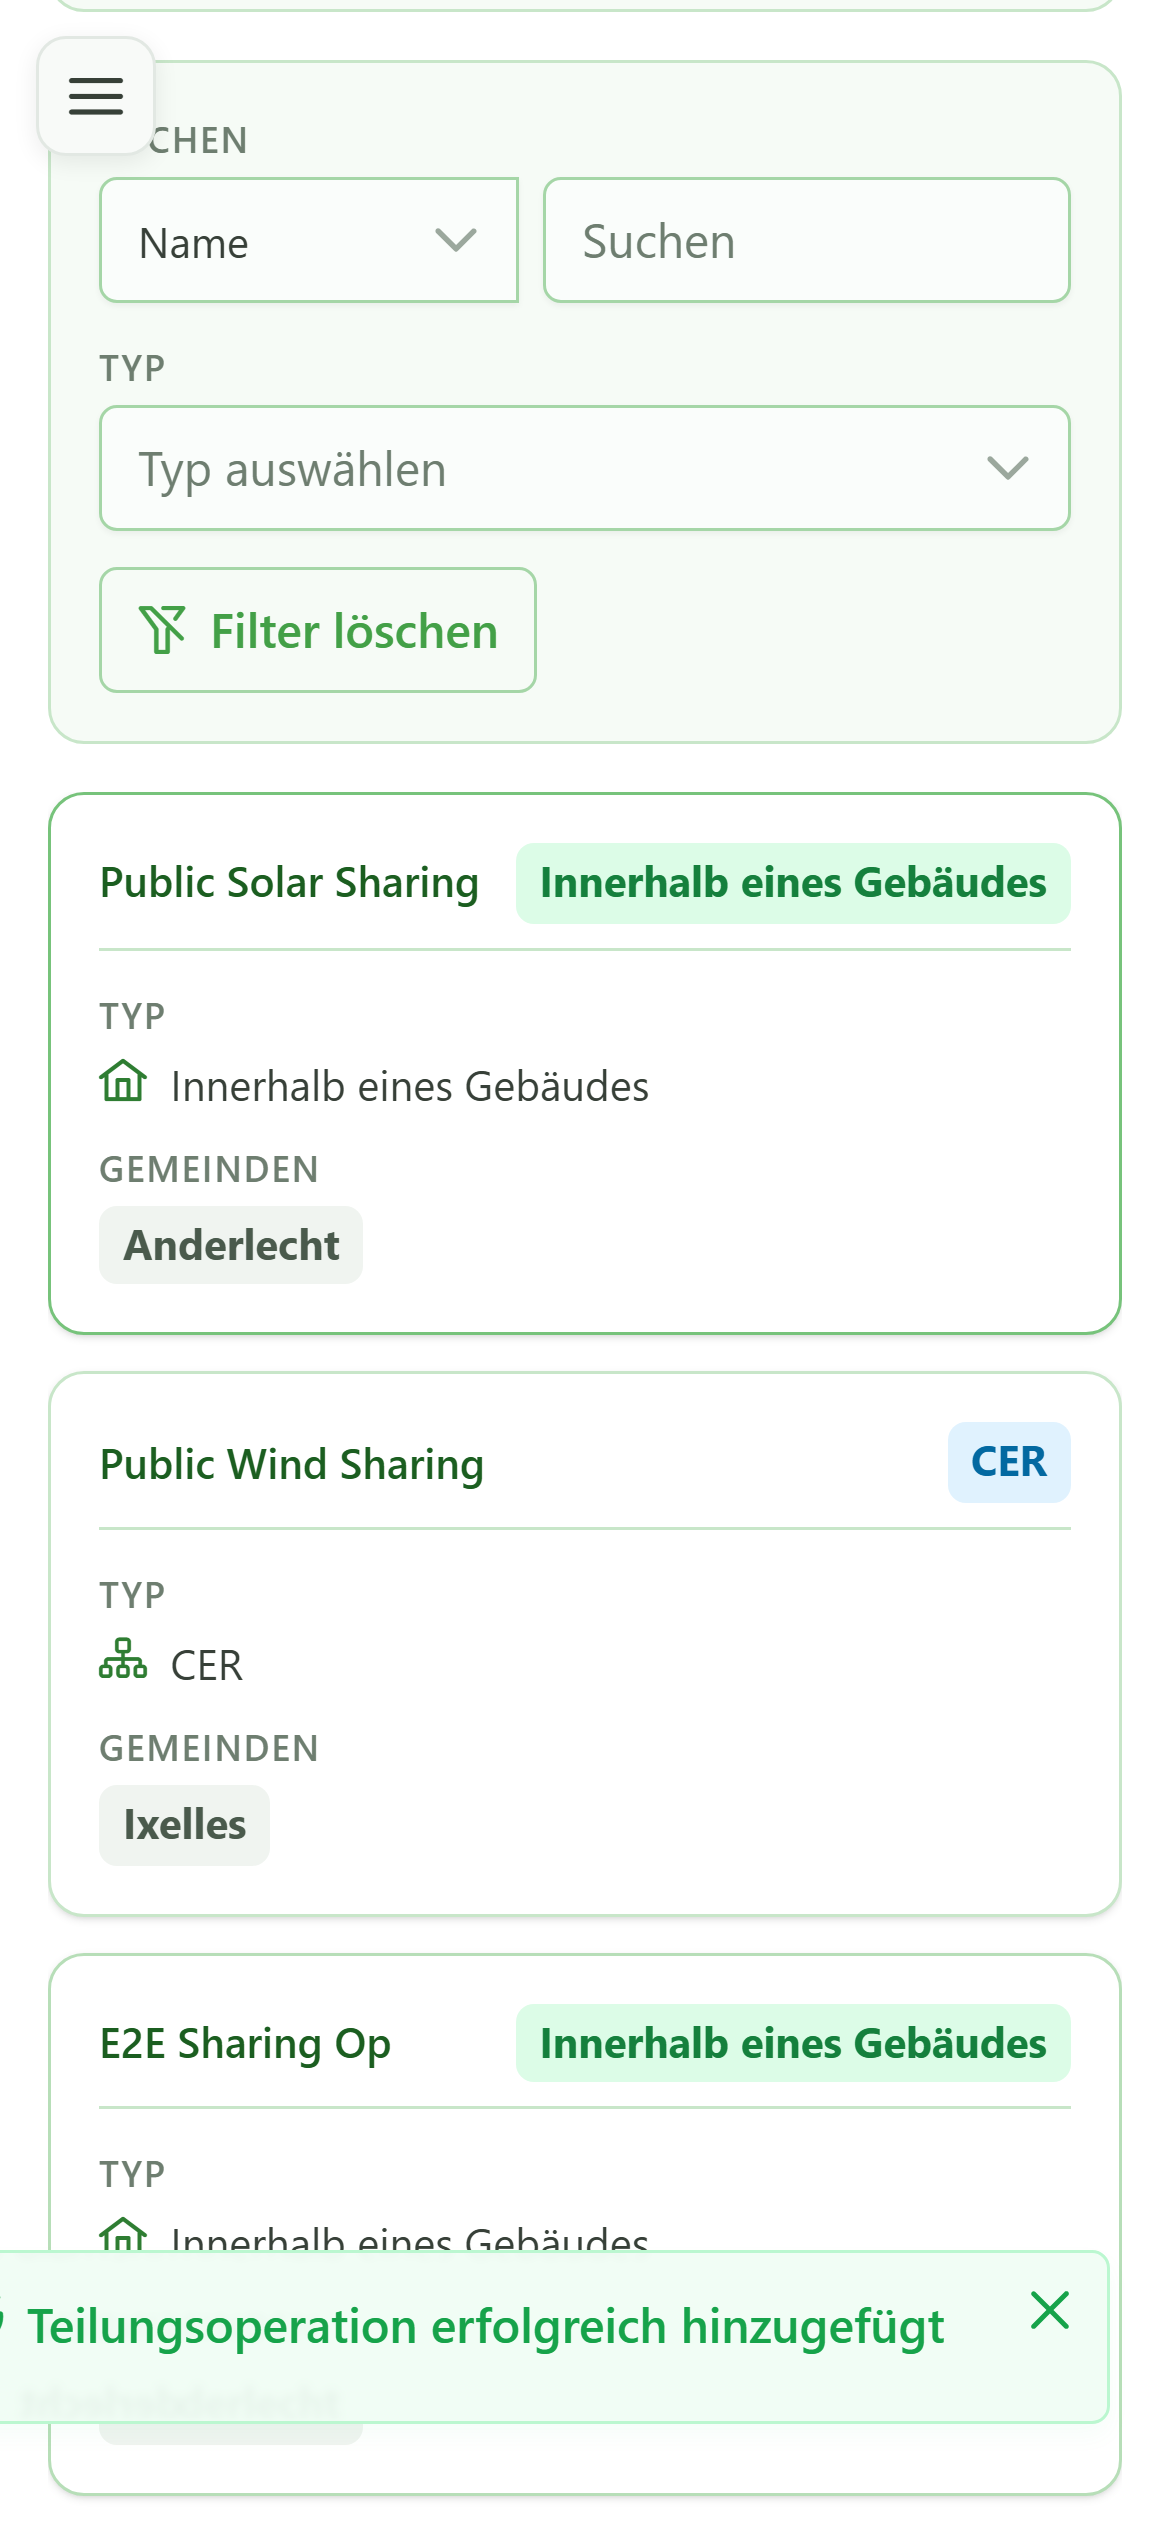 CHEN
Name
Suchen
TYP
Typ auswählen
Filter löschen
Public Solar Sharing
Innerhalb eines Gebäudes
TYP
Innerhalb eines Gebäudes
GEMEINDEN
Anderlecht
Public Wind Sharing
CER
TYP
CER
GEMEINDEN
Ixelles
E2E Sharing Op
Innerhalb eines Gebäudes
TYP
Innerhalb eines Gebäudes
Teilungsoperation erfolgreich hinzugefügt